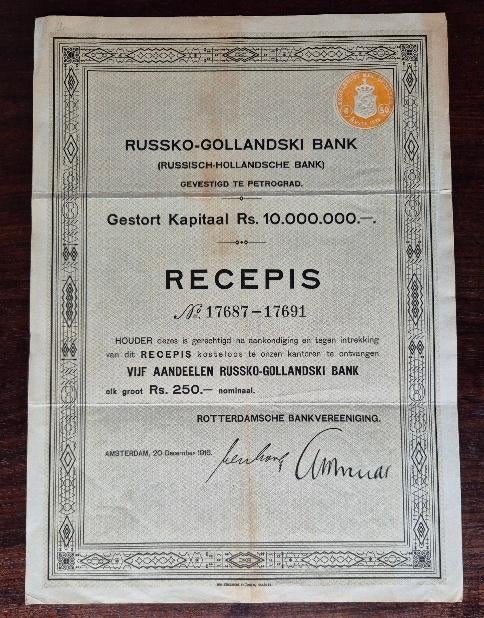 RUSSKO-GOLLANDSKI BANK
(RUSSISCH-HOLLANDSCHE BANK)
GEVESTIGD TE PETROGRAD.
Gestort Kapitaal Rs. 10.000.000.—.
RECEPIS
No. 17687-17691
HOUDER dezes is gerechtigd na aankondiging en tegen intrekking
van dit RECEPIS kosteloos te onzen kantoren te ontvangen
VIJF AANDEELEN RUSSKO-GOLLANDSKI BANK
elk groot Rs. 250.— nominaal.
ROTTERDAMSCHE BANKVEREENIGING.
AMSTERDAM, 20 December 1916.